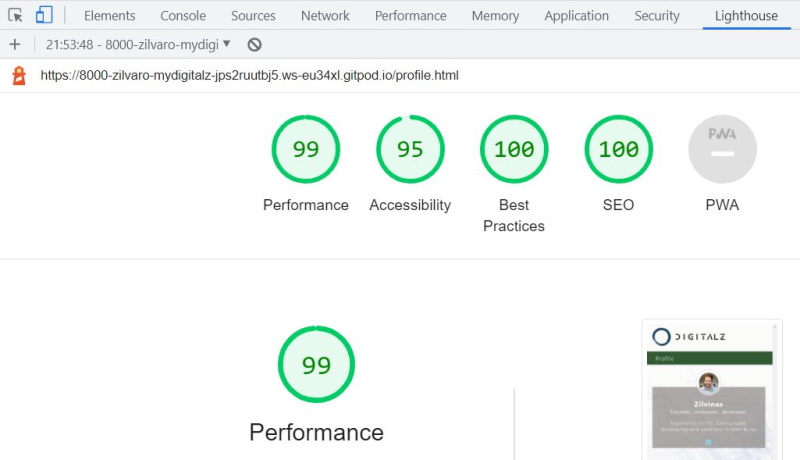 Elements Console Sources Network Performance Memory Application Security Lighthouse
21:53:48 - 8000-zilvaro-mydigi
https://8000-zilvaro-mydigitalz-jps2ruutbj5.ws-eu34xl.gitpod.io/profile.html
99 95 100 100 PWA
Performance Accessibility Best SEO PWA
Practices
99
DIGITALZ
Profile
Performance
Zilvinas
Founder, innovator, developer